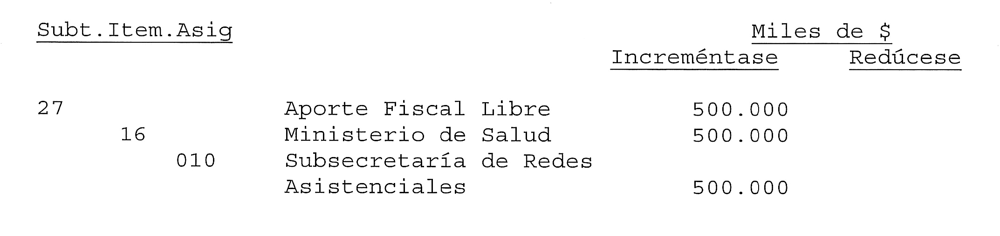 Subt.Item.Asig Miles de $
Increméntase Redúcese
27 Aporte Fiscal Libre 500.000
16 Ministerio de Salud 500.000
010 Subsecretaría de Redes
Asistenciales 500.000